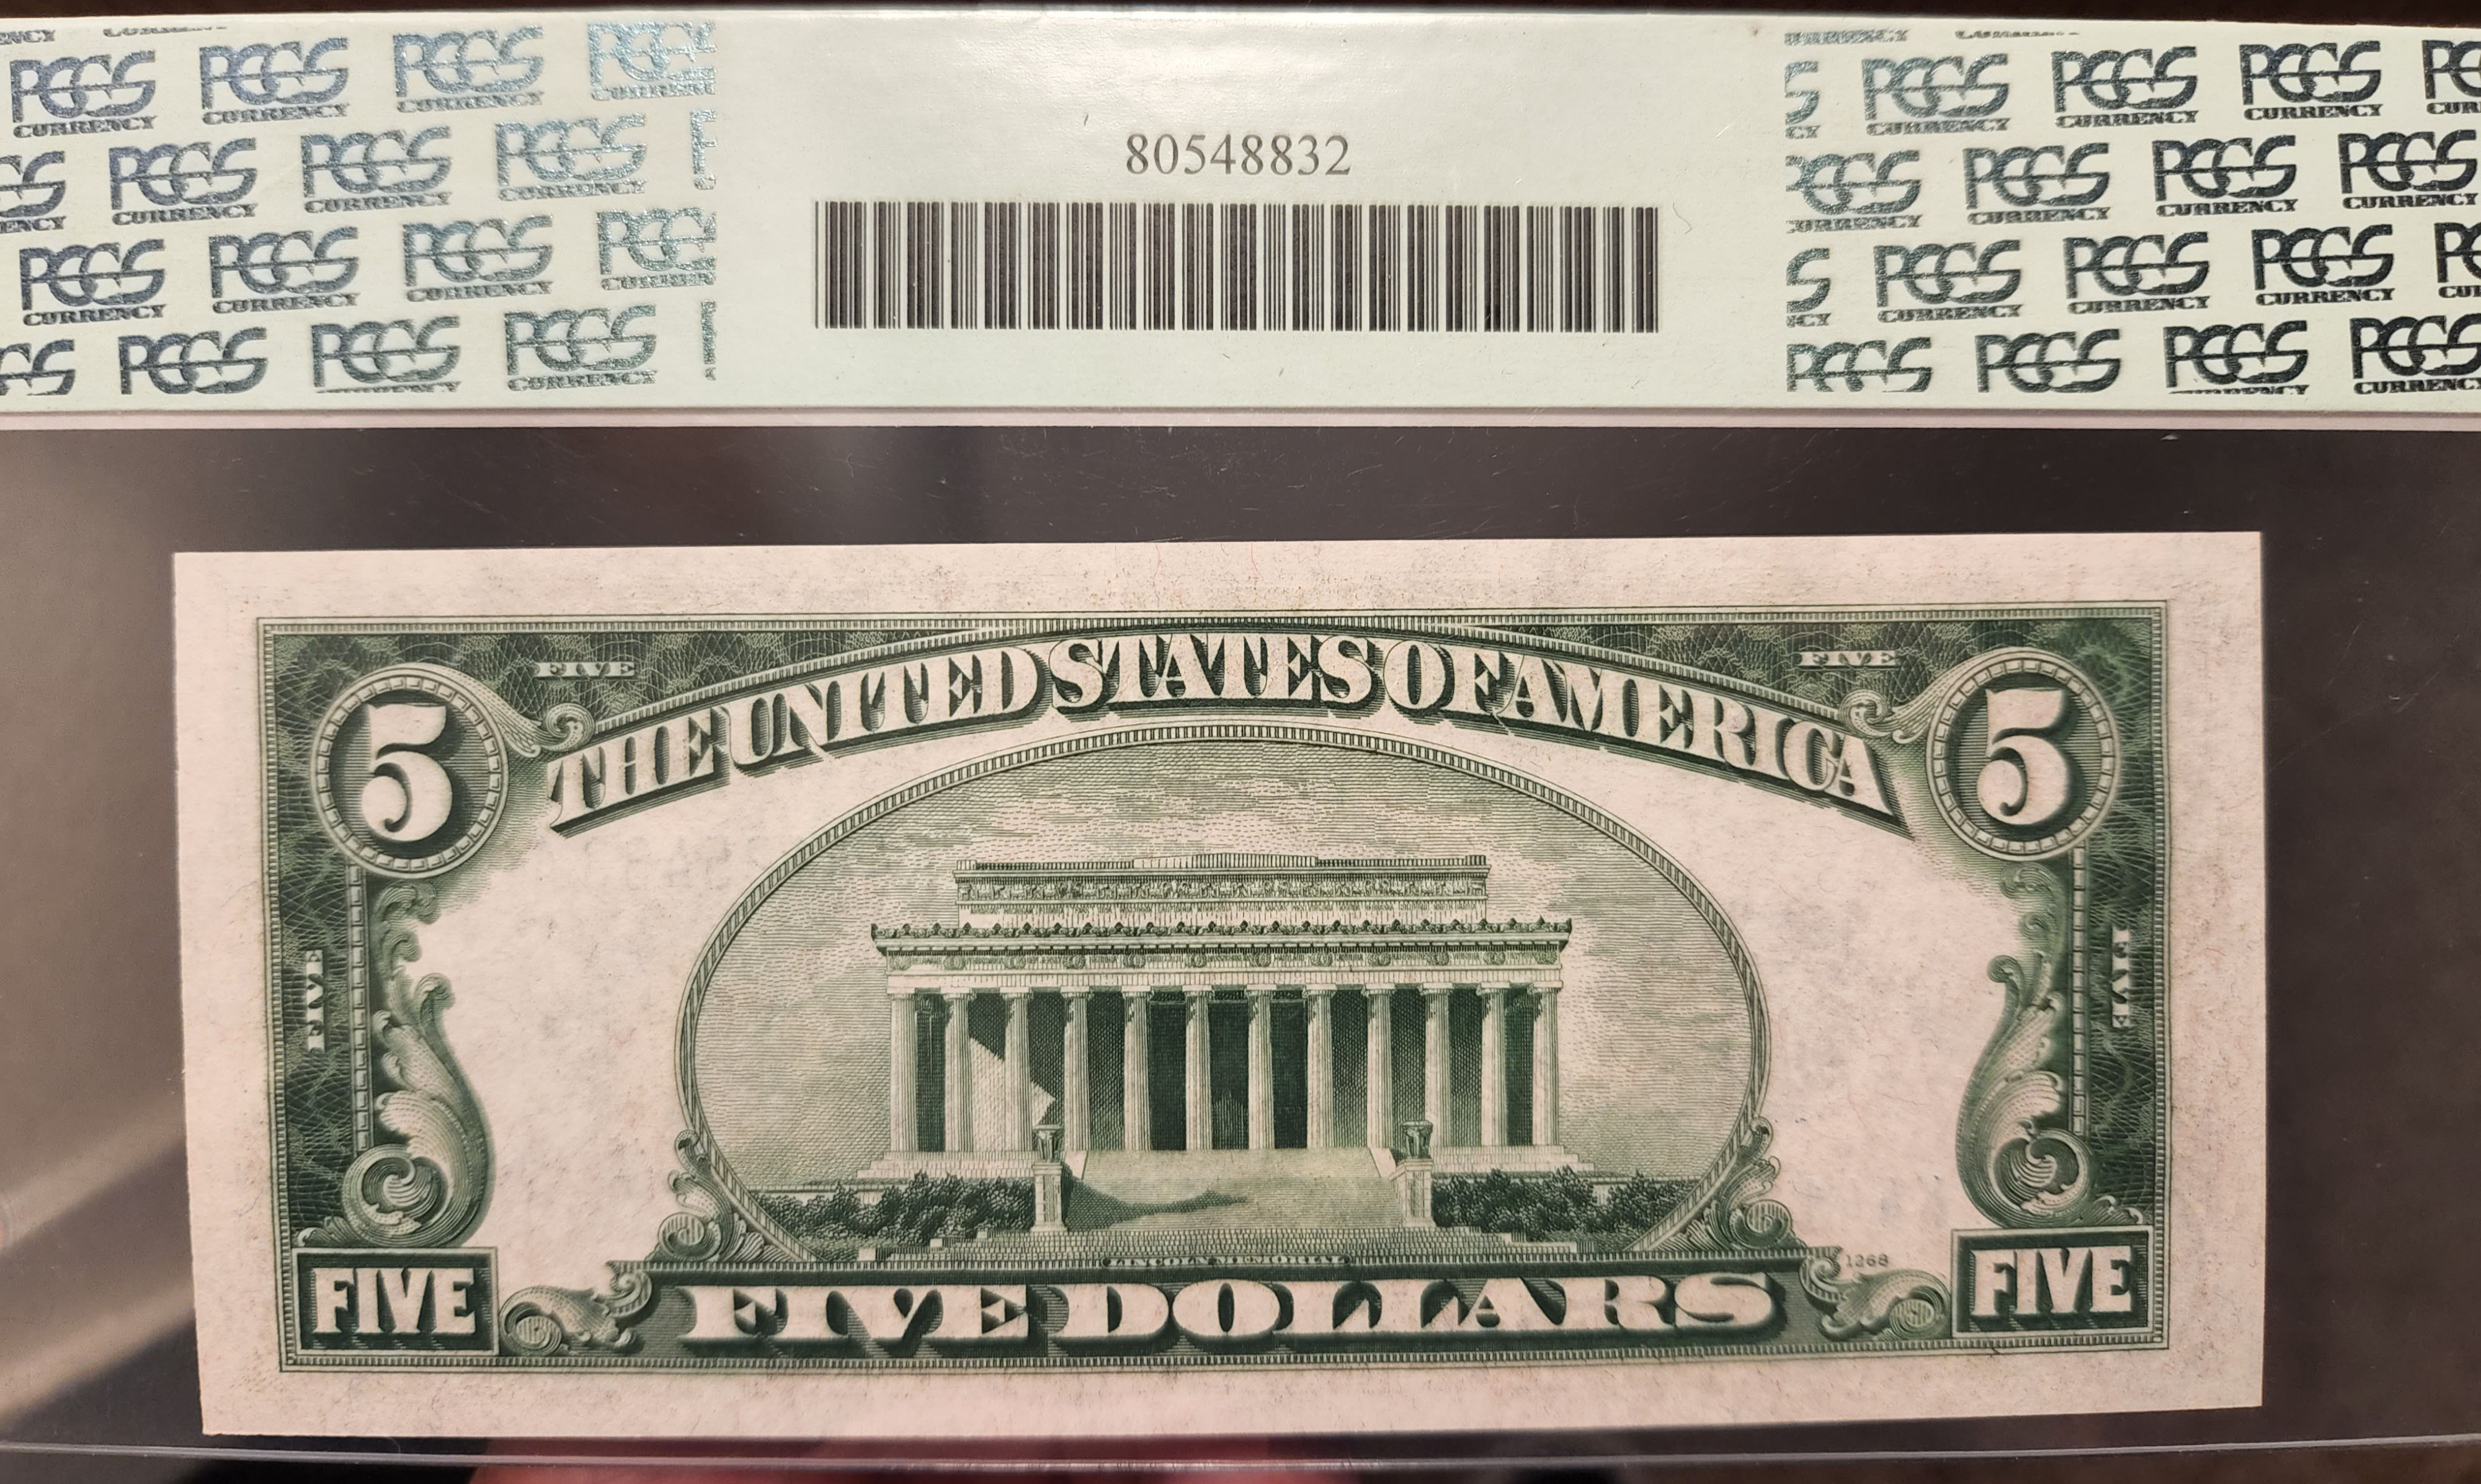 PCGS CURRENCY
80548832
FIVE
FIVE
5
THE UNITED STATES OF AMERICA
5
FIVE
FIVE
LINCOLN MEMORIAL
1268
FIVE
FIVE DOLLARS
FIVE